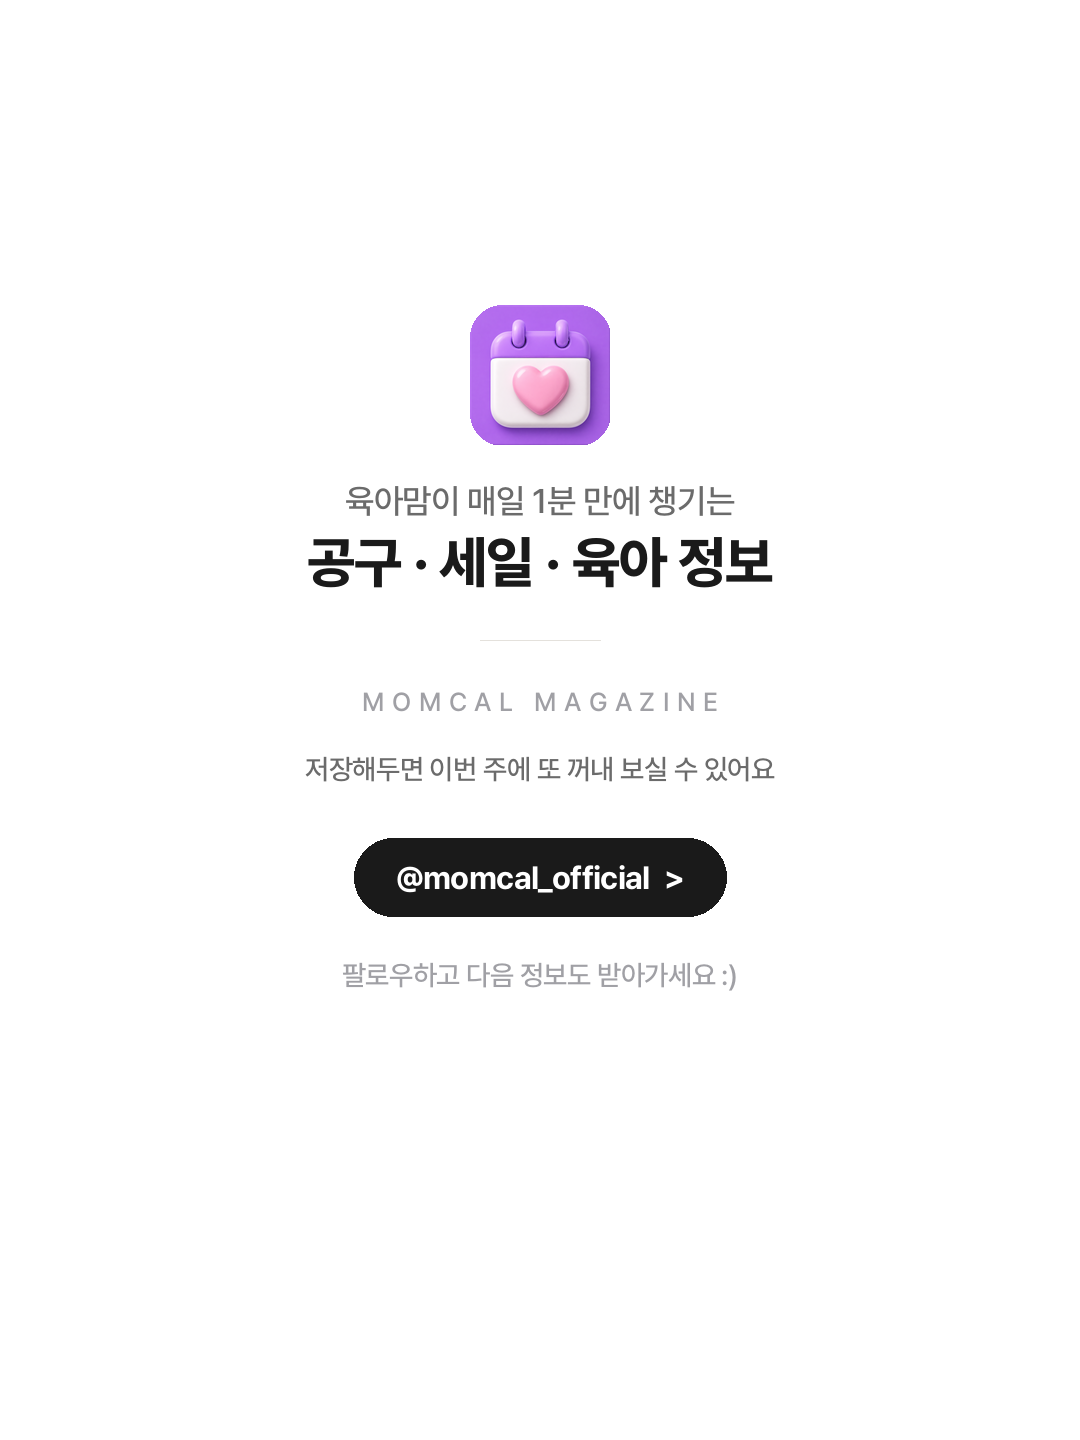 육아맘이 매일 1분 만에 챙기는
공구 · 세일 · 육아 정보
MOMCAL MAGAZINE
저장해두면 이번 주에 또 꺼내 보실 수 있어요
@momcal_official >
팔로우하고 다음 정보도 받아가세요 :)